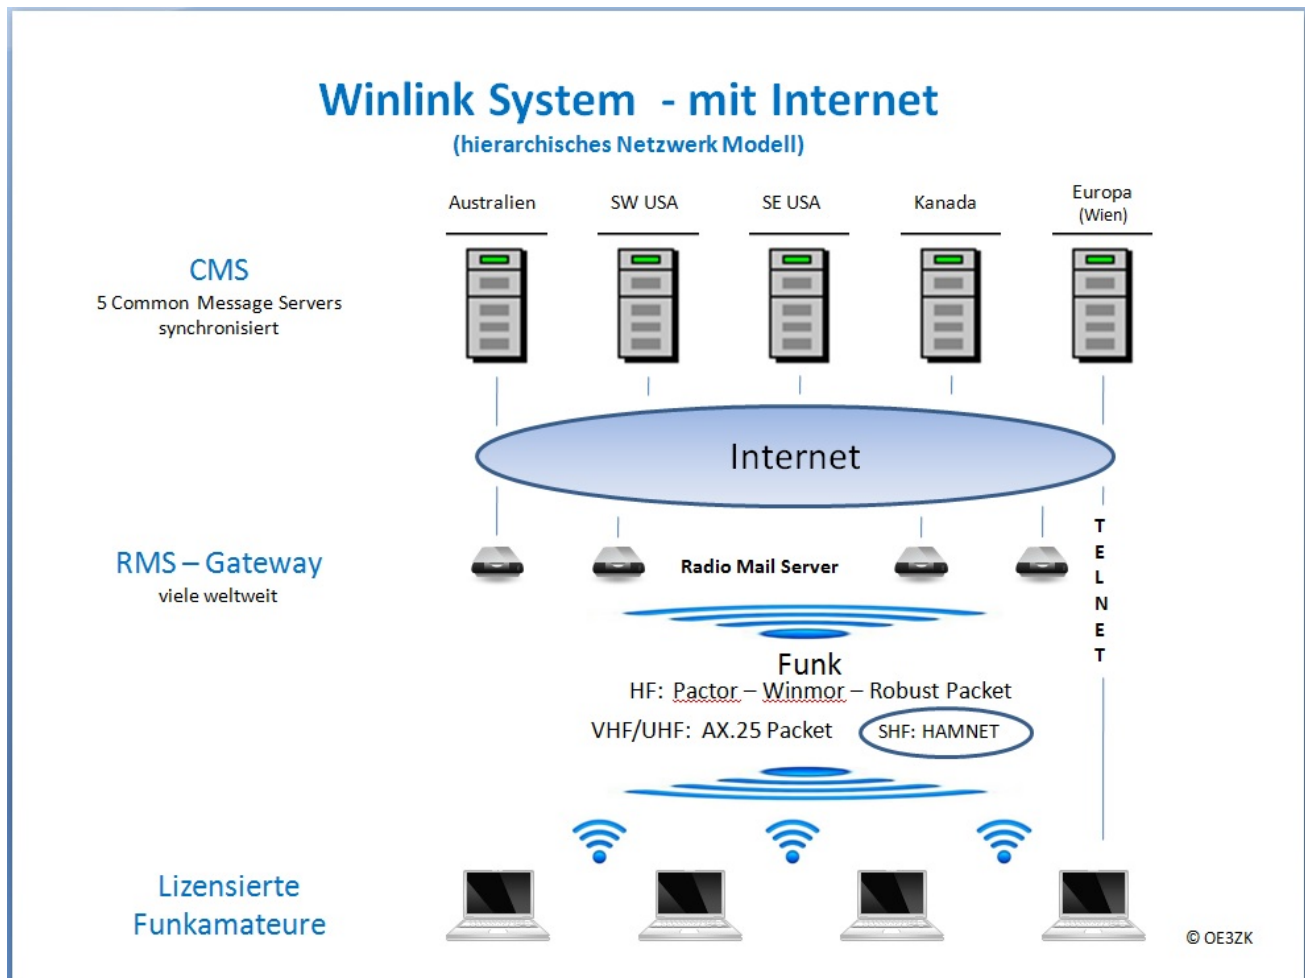 Winlink System - mit Internet
(hierarchisches Netzwerk Modell)
Australien
SW USA
SE USA
Kanada
Europa
(Wien)
CMS
5 Common Message Servers
synchronisiert
Internet
RMS – Gateway
viele weltweit
Radio Mail Server
TELNET
Funk
HF: Pactor – Winmor – Robust Packet
VHF/UHF: AX.25 Packet
SHF: HAMNET
Lizensierte
Funkamateure
© OE3ZK